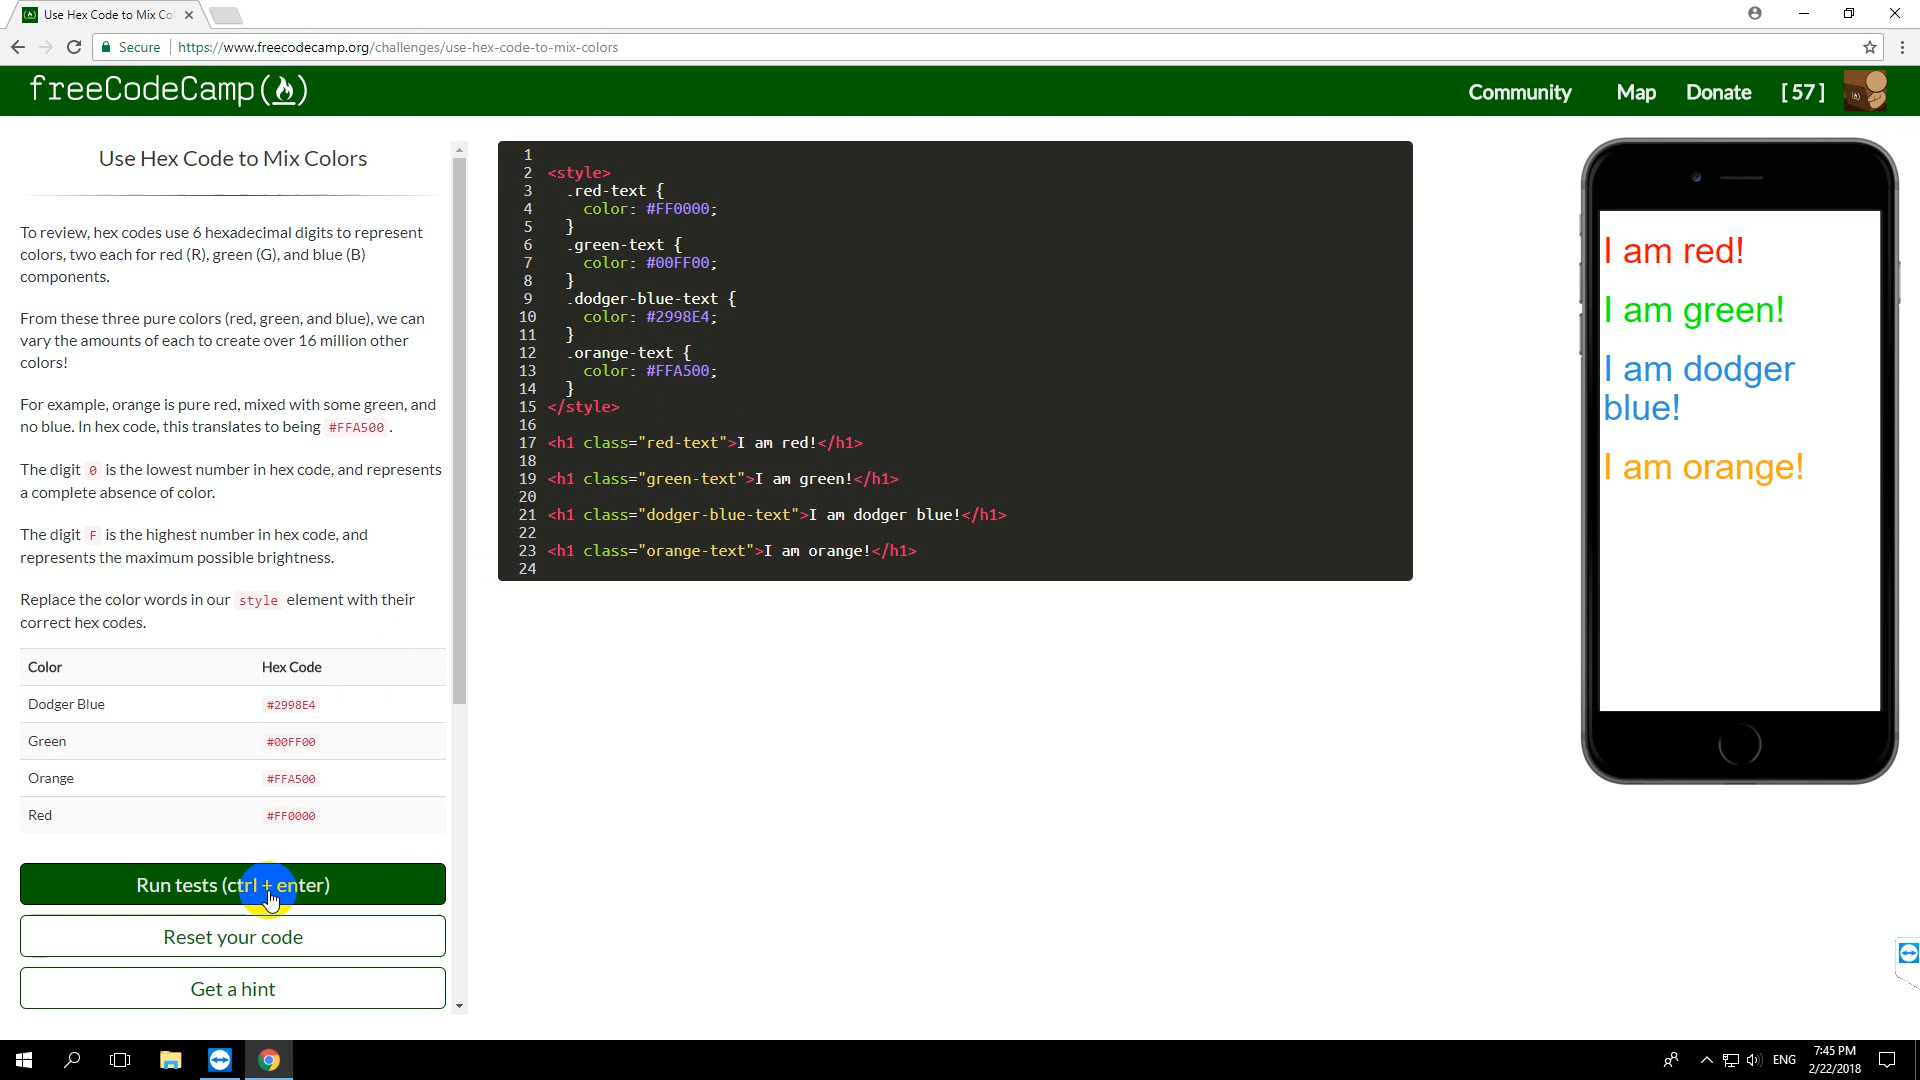 Use Hex Code to Mix Co
Secure
https://www.freecodecamp.org/challenges/use-hex-code-to-mix-colors
freeCodeCamp
Community
Map
Donate
[ 57 ]
Use Hex Code to Mix Colors
To review, hex codes use 6 hexadecimal digits to represent
colors, two each for red (R), green (G), and blue (B)
components.
From these three pure colors (red, green, and blue), we can
vary the amounts of each to create over 16 million other
colors!
For example, orange is pure red, mixed with some green, and
no blue. In hex code, this translates to being #FFA500 .
The digit 0 is the lowest number in hex code, and represents
a complete absence of color.
The digit F is the highest number in hex code, and
represents the maximum possible brightness.
Replace the color words in our style element with their
correct hex codes.
Color Hex Code
Dodger Blue #2998E4
Green #00FF00
Orange #FFA500
Red #FF0000
Run tests (ctrl + enter)
Reset your code
Get a hint
1
2 <style>
3 .red-text {
4 color: #FF0000;
5 }
6 .green-text {
7 color: #00FF00;
8 }
9 .dodger-blue-text {
10 color: #2998E4;
11 }
12 .orange-text {
13 color: #FFA500;
14 }
15 </style>
16
17 <h1 class="red-text">I am red!</h1>
18
19 <h1 class="green-text">I am green!</h1>
20
21 <h1 class="dodger-blue-text">I am dodger blue!</h1>
22
23 <h1 class="orange-text">I am orange!</h1>
24
I am red!
I am green!
I am dodger
blue!
I am orange!
ENG
7:45 PM
2/22/2018